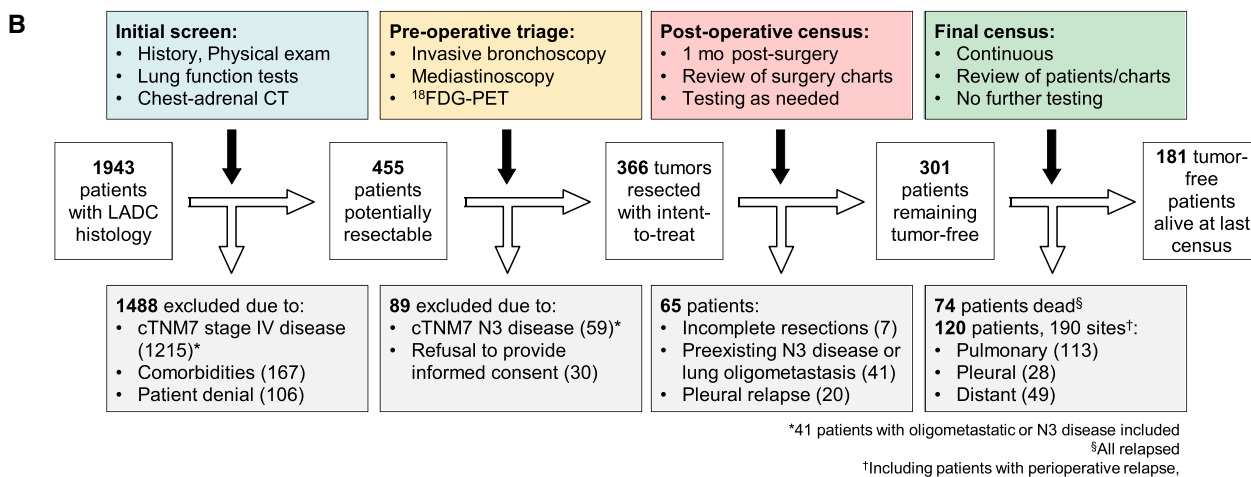 B
Initial screen:
• History, Physical exam
• Lung function tests
• Chest-adrenal CT
Pre-operative triage:
• Invasive bronchoscopy
• Mediastinoscopy
• ¹⁸FDG-PET
Post-operative census:
• 1 mo post-surgery
• Review of surgery charts
• Testing as needed
Final census:
• Continuous
• Review of patients/charts
• No further testing
1943
patients
with LADC
histology
455
patients
potentially
resectable
366 tumors
resected
with intent-
to-treat
301
patients
remaining
tumor-free
181 tumor-
free
patients
alive at last
census
1488 excluded due to:
• cTNM7 stage IV disease
(1215)*
• Comorbidities (167)
• Patient denial (106)
89 excluded due to:
• cTNM7 N3 disease (59)*
• Refusal to provide
informed consent (30)
65 patients:
• Incomplete resections (7)
• Preexisting N3 disease or
lung oligometastasis (41)
• Pleural relapse (20)
74 patients dead§
120 patients, 190 sites†:
• Pulmonary (113)
• Pleural (28)
• Distant (49)
*41 patients with oligometastatic or N3 disease included
§All relapsed
†Including patients with perioperative relapse,